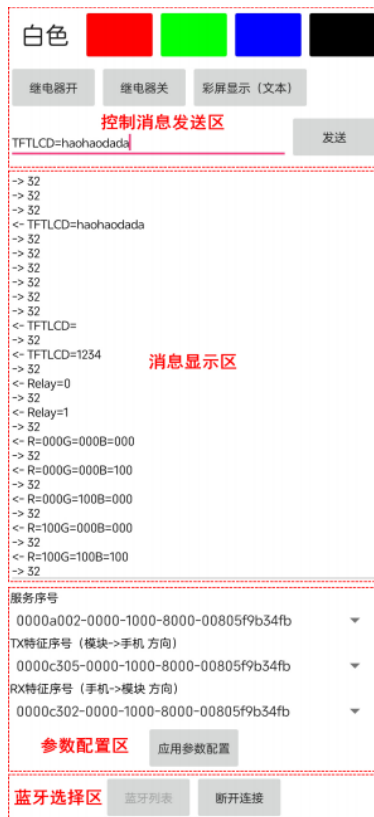 白色
继电器开 继电器关 彩屏显示（文本）
控制消息发送区
TFTLCD=haohaodada 发送
-> 32
-> 32
-> 32
<- TFTLCD=haohaodada
-> 32
-> 32
-> 32
-> 32
-> 32
-> 32
<- TFTLCD=
-> 32
<- TFTLCD=1234
消息显示区
-> 32
<- Relay=0
-> 32
<- Relay=1
-> 32
<- R=000G=000B=000
-> 32
<- R=000G=000B=100
-> 32
<- R=000G=100B=000
-> 32
<- R=100G=000B=000
-> 32
<- R=100G=100B=100
-> 32
服务序号
0000a002-0000-1000-8000-00805f9b34fb
TX特征序号（模块->手机 方向）
0000c305-0000-1000-8000-00805f9b34fb
RX特征序号（手机->模块 方向）
0000c302-0000-1000-8000-00805f9b34fb
参数配置区 应用参数配置
蓝牙选择区 蓝牙列表 断开连接